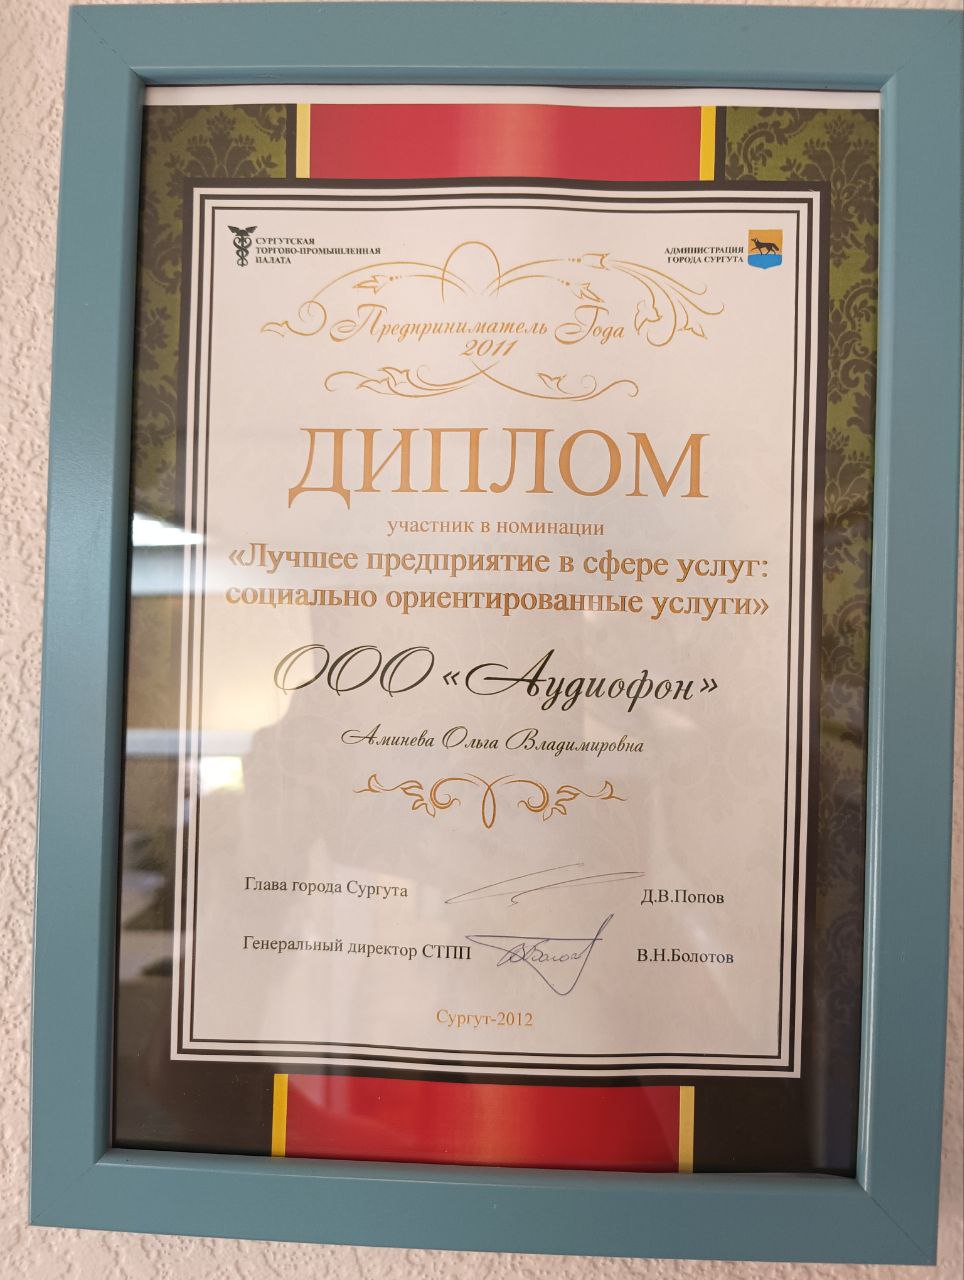 СУРГУТСКАЯ
ТОРГОВО-ПРОМЫШЛЕННАЯ
ПАЛАТА
АДМИНИСТРАЦИЯ
ГОРОДА СУРГУТА
Предприниматель Года
2011
ДИПЛОМ
участник в номинации
«Лучшее предприятие в сфере услуг:
социально ориентированные услуги»
ООО «Аудиофон»
Аминева Ольга Владимировна
Глава города Сургута
Д.В.Попов
Генеральный директор СТПП
В.Н.Болотов
Сургут-2012